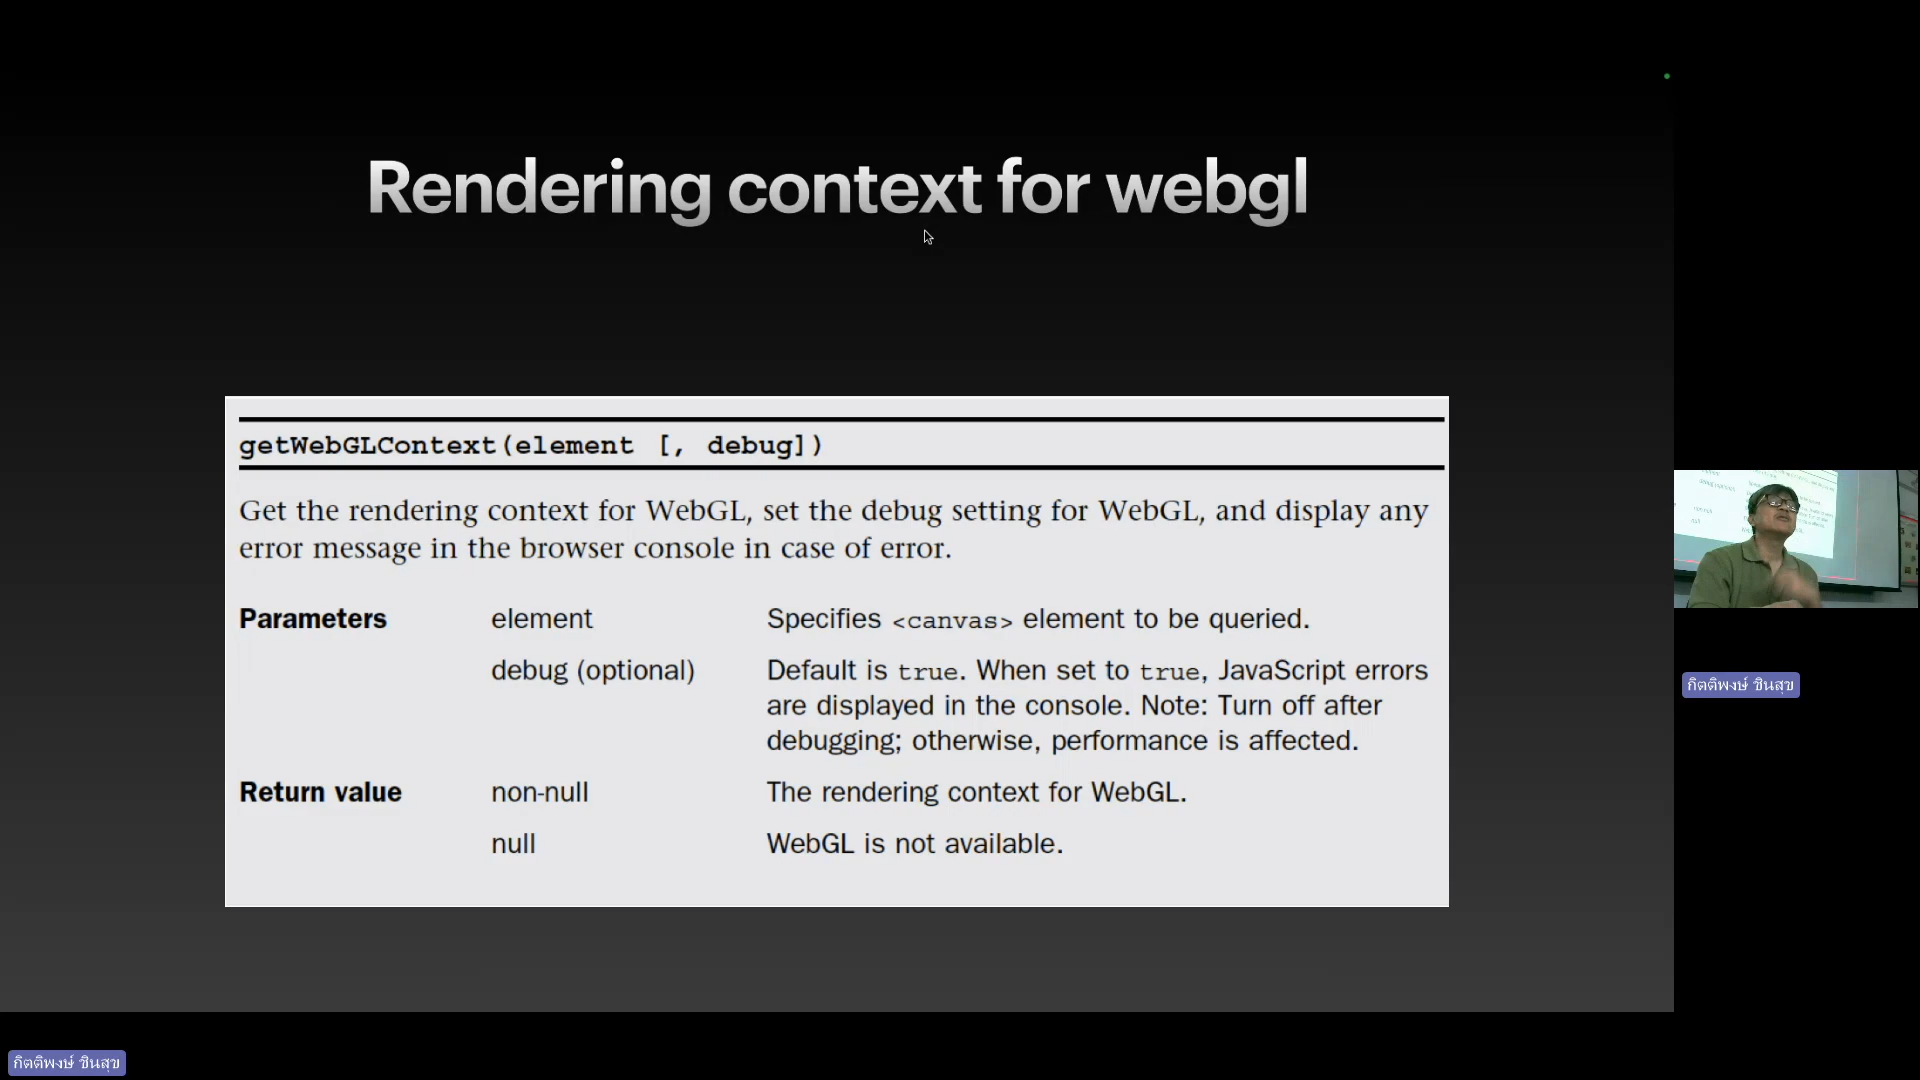 Rendering context for webgl
getWebGLContext(element [, debug])
Get the rendering context for WebGL, set the debug setting for WebGL, and display any
error message in the browser console in case of error.
Parameters element Specifies <canvas> element to be queried.
debug (optional) Default is true. When set to true, JavaScript errors
are displayed in the console. Note: Turn off after
debugging; otherwise, performance is affected.
Return value non-null The rendering context for WebGL.
null WebGL is not available.
กิตติพงษ์ ชินสุข
กิตติพงษ์ ชินสุข